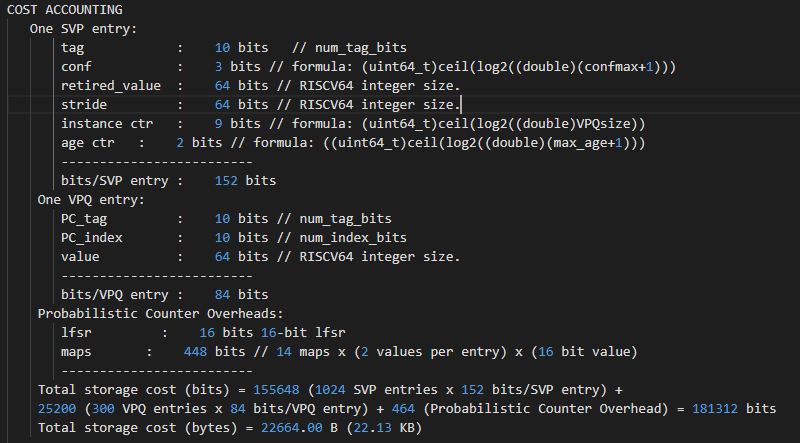 COST ACCOUNTING
One SVP entry:
tag : 10 bits // num_tag_bits
conf : 3 bits // formula: (uint64_t)ceil(log2((double)(confmax+1)))
retired_value : 64 bits // RISCV64 integer size.
stride : 64 bits // RISCV64 integer size.
instance ctr : 9 bits // formula: (uint64_t)ceil(log2((double)VPQsize))
age ctr : 2 bits // formula: ((uint64_t)ceil(log2((double)(max_age+1)))
-------------------------
bits/SVP entry : 152 bits
One VPQ entry:
PC_tag : 10 bits // num_tag_bits
PC_index : 10 bits // num_index_bits
value : 64 bits // RISCV64 integer size.
-------------------------
bits/VPQ entry : 84 bits
Probabilistic Counter Overheads:
lfsr : 16 bits 16-bit lfsr
maps : 448 bits // 14 maps x (2 values per entry) x (16 bit value)
-------------------------
Total storage cost (bits) = 155648 (1024 SVP entries x 152 bits/SVP entry) +
25200 (300 VPQ entries x 84 bits/VPQ entry) + 464 (Probabilistic Counter Overhead) = 181312 bits
Total storage cost (bytes) = 22664.00 B (22.13 KB)